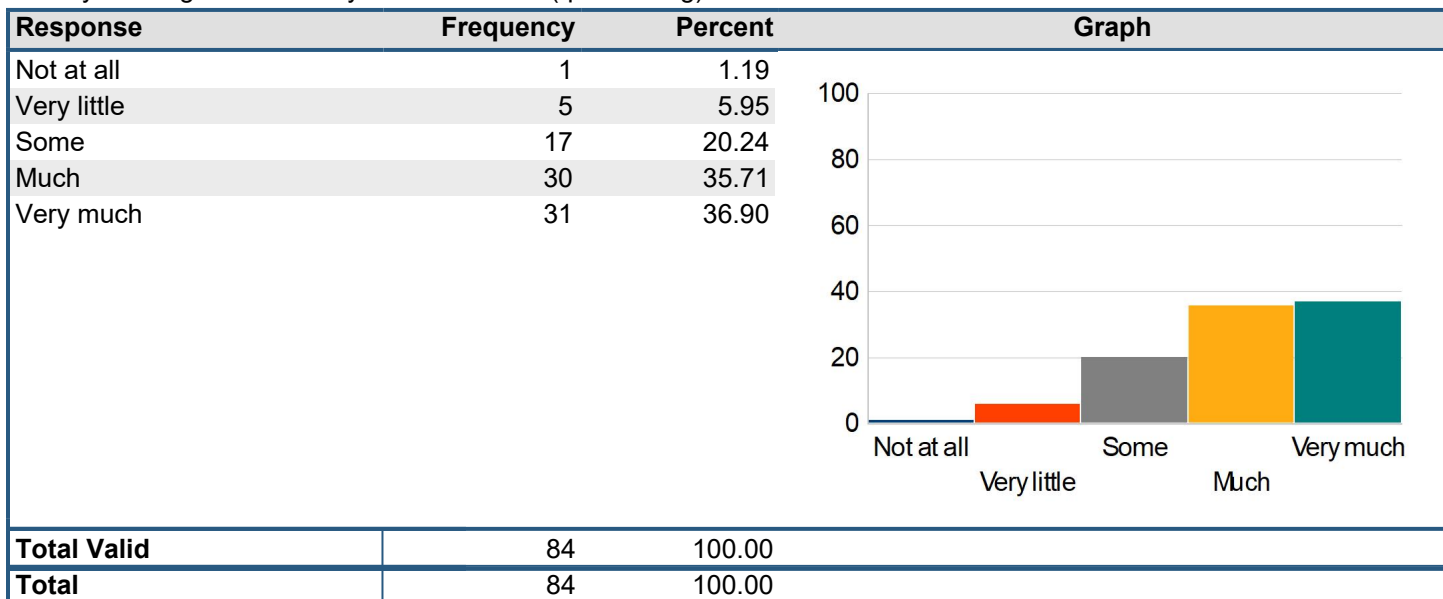 Response Frequency Percent Graph
Not at all 1 1.19
Very little 5 5.95
Some 17 20.24
Much 30 35.71
Very much 31 36.90
100
80
60
40
20
0
Not at all Some Very much
Very little Much
Total Valid 84 100.00
Total 84 100.00